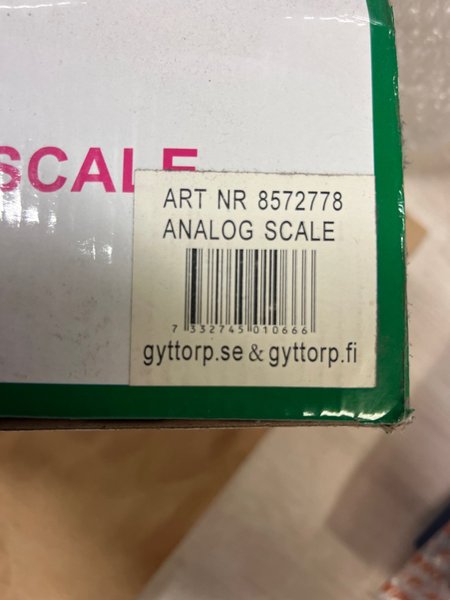 SCALE
ART NR 8572778
ANALOG SCALE
7 332745 010666
gyttorp.se & gyttorp.fi